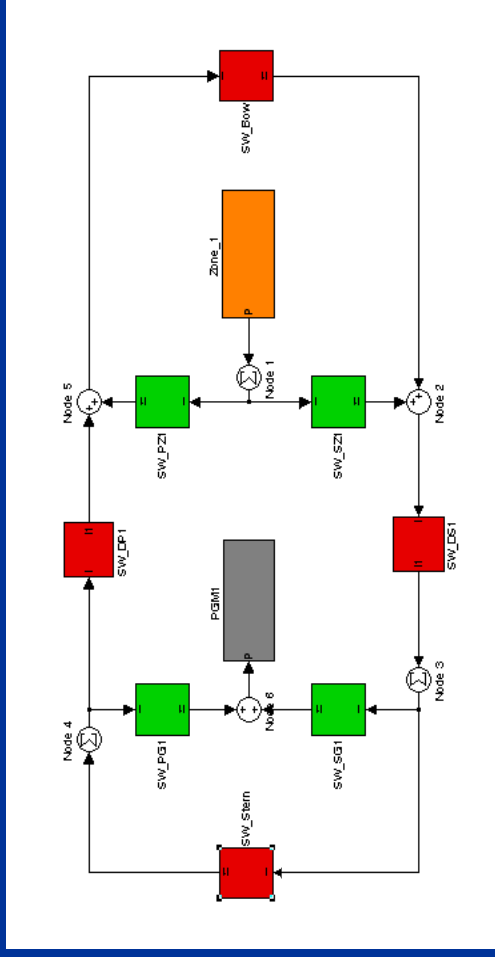 SW_Bow
Zone_1
P
Node 1
Node 5
SW_PZ1
SW_SZ1
Node 2
SW_DP1
SW_DS1
PGM1
P
Node 4
SW_PG1
Node 6
SW_SG1
Node 3
SW_Stern